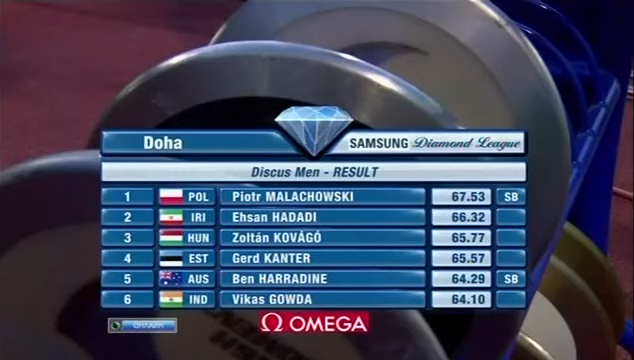 Doha SAMSUNG Diamond League
Discus Men - RESULT
1 POL Piotr MALACHOWSKI 67.53 SB
2 IRI Ehsan HADADI 66.32
3 HUN Zoltán KOVÁGÓ 65.77
4 EST Gerd KANTER 65.57
5 AUS Ben HARRADINE 64.29 SB
6 IND Vikas GOWDA 64.10
ОНЛАЙН
Ω OMEGA